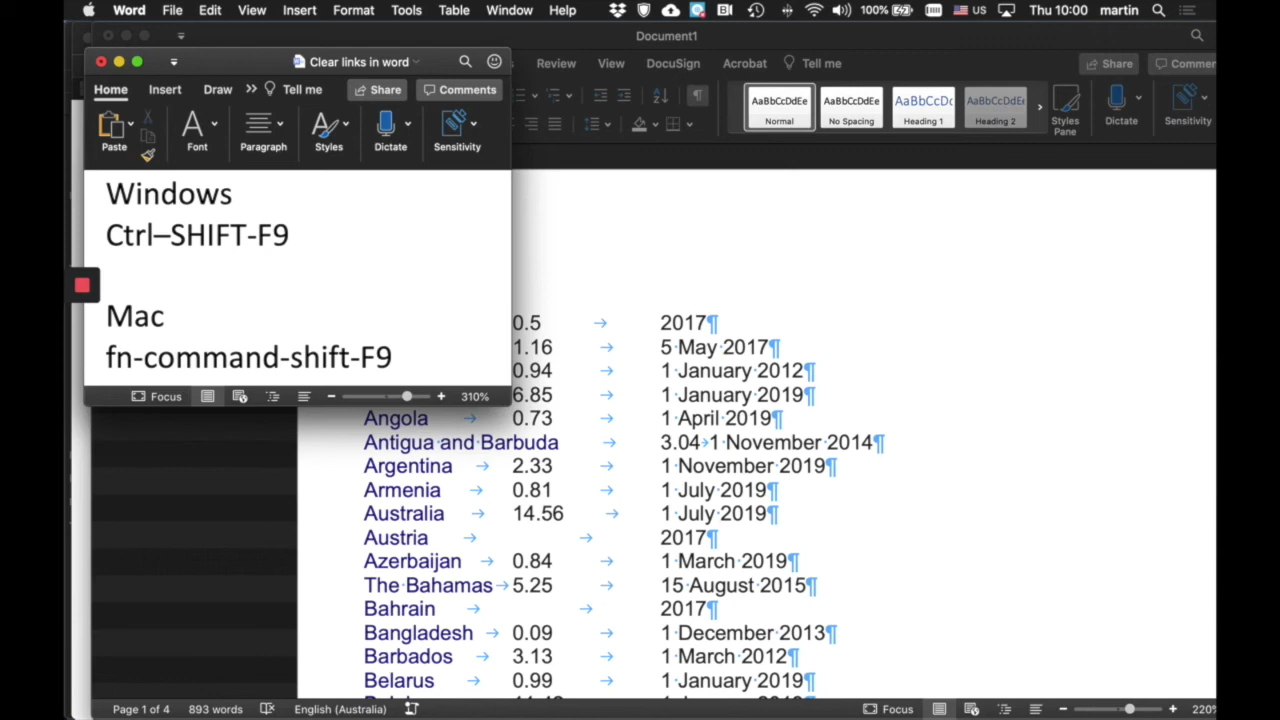 Word File Edit View Insert Format Tools Table Window Help 100% US Thu 10:00 martin
Document1
Clear links in word
Review View DocuSign Acrobat Tell me Share
Home Insert Draw Tell me Share Comments
AaBbCcDdEe AaBbCcDdEe
Normal No Spacing Heading 1 Heading 2 Styles Pane Dictate Sensitivity
Paste Font Paragraph Styles Dictate Sensitivity
Windows
Ctrl–SHIFT-F9
Mac
fn-command-shift-F9
Focus 310%
0.5 → 2017¶
1.16 → 5·May·2017¶
0.94 → 1·January·2012¶
6.85 → 1·January·2019¶
Angola → 0.73 → 1·April·2019¶
Antigua·and·Barbuda → 3.04→1·November·2014¶
Argentina → 2.33 → 1·November·2019¶
Armenia → 0.81 → 1·July·2019¶
Australia → 14.56 → 1·July·2019¶
Austria → → 2017¶
Azerbaijan → 0.84 → 1·March·2019¶
The·Bahamas→5.25 → 15·August·2015¶
Bahrain → → 2017¶
Bangladesh → 0.09 → 1·December·2013¶
Barbados → 3.13 → 1·March·2012¶
Belarus → 0.99 → 1·January·2019¶
Page 1 of 4 893 words English (Australia) Focus 220%